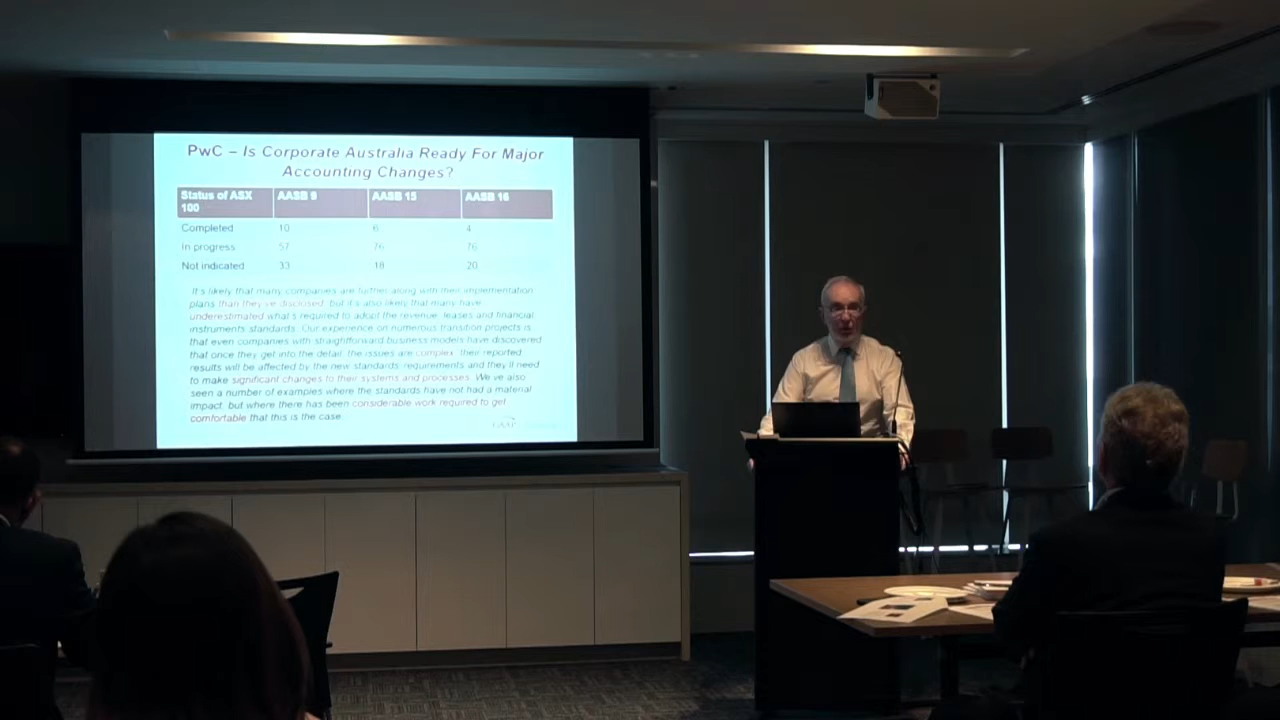 PwC – Is Corporate Australia Ready For Major
Accounting Changes?
Status of ASX 100 AASB 9 AASB 15 AASB 16
Completed 10 6 4
In progress 57 76 76
Not indicated 33 18 20
It's likely that many companies are further along with their implementation
plans than they've disclosed, but it's also likely that many have
underestimated what's required to adopt the revenue, leases and financial
instruments standards. Our experience on numerous transition projects is
that even companies with straightforward business models have discovered
that once they get into the detail, the issues are complex, their reported
results will be affected by the new standards requirements and they'll need
to make significant changes to their systems and processes. We've also
seen a number of examples where the standards have not had a material
impact, but where there has been considerable work required to get
comfortable that this is the case.
GAAP